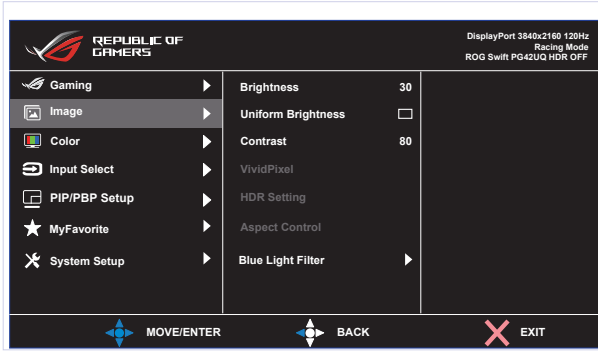 REPUBLIC OF
GAMERS
DisplayPort 3840x2160 120Hz
Racing Mode
ROG Swift PG42UQ HDR OFF
Gaming
Image
Color
Input Select
PIP/PBP Setup
MyFavorite
System Setup
Brightness 30
Uniform Brightness
Contrast 80
VividPixel
HDR Setting
Aspect Control
Blue Light Filter
MOVE/ENTER BACK EXIT